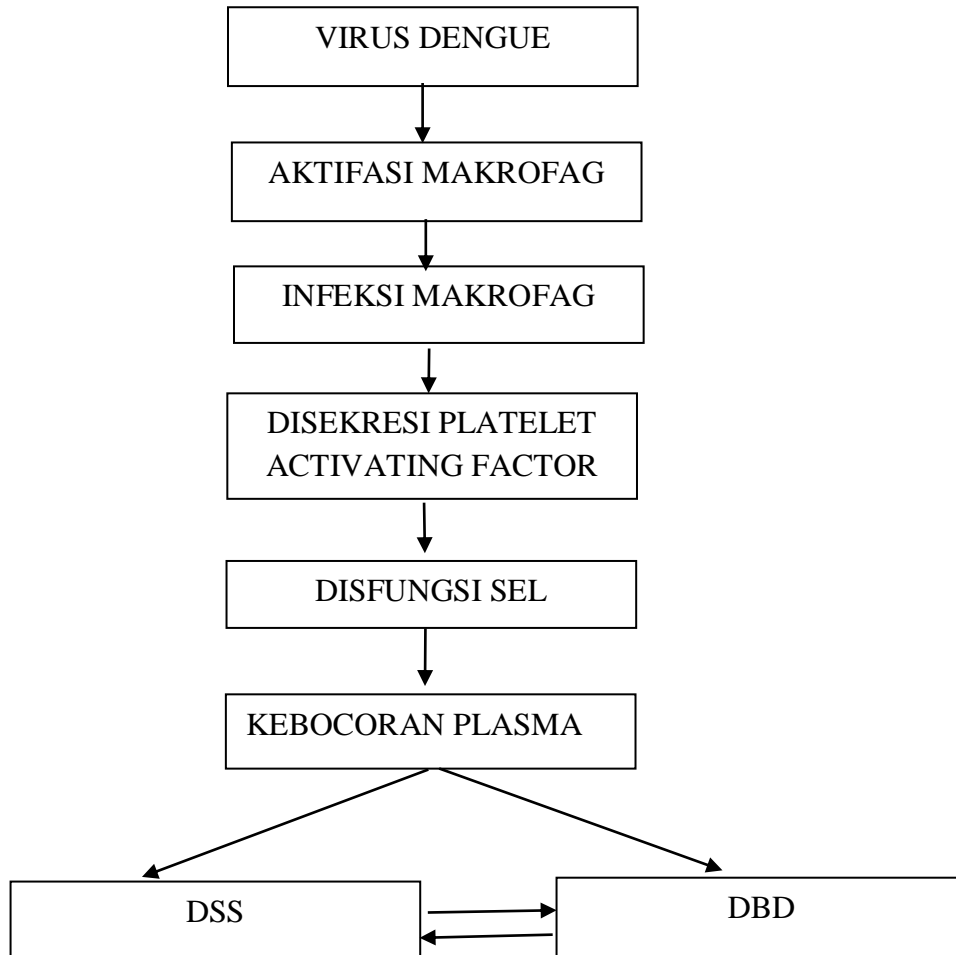 VIRUS DENGUE
AKTIFASI MAKROFAG
INFEKSI MAKROFAG
DISEKRESI PLATELET
ACTIVATING FACTOR
DISFUNGSI SEL
KEBOCORAN PLASMA
DSS
DBD